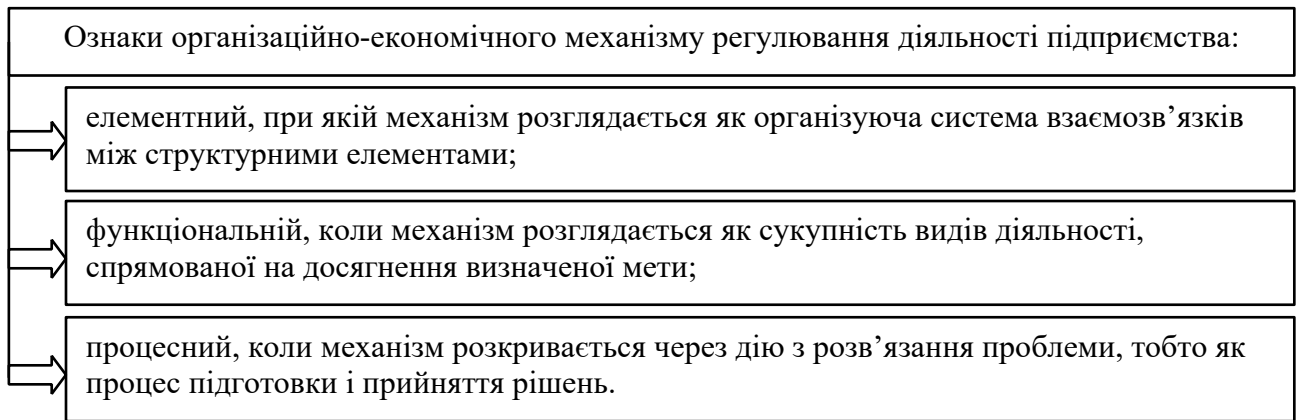 Ознаки організаційно-економічного механізму регулювання діяльності підприємства:
елементний, при якій механізм розглядається як організуюча система взаємозв’язків
між структурними елементами;
функціональній, коли механізм розглядається як сукупність видів діяльності,
спрямованої на досягнення визначеної мети;
процесний, коли механізм розкривається через дію з розв’язання проблеми, тобто як
процес підготовки і прийняття рішень.